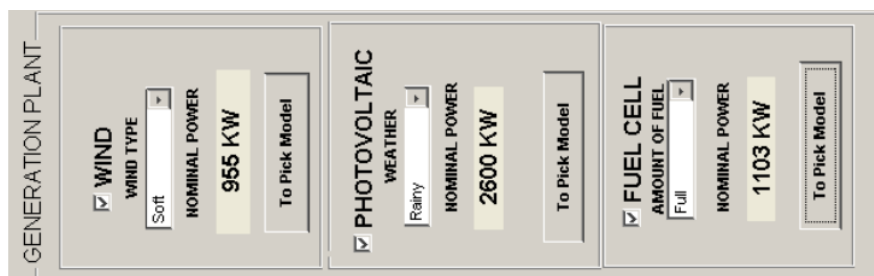 GENERATION PLANT
WIND
WIND TYPE
Soft
NOMINAL POWER
955 KW
To Pick Model
PHOTOVOLTAIC
WEATHER
Rainy
NOMINAL POWER
2600 KW
To Pick Model
FUEL CELL
AMOUNT OF FUEL
Full
NOMINAL POWER
1103 KW
To Pick Model